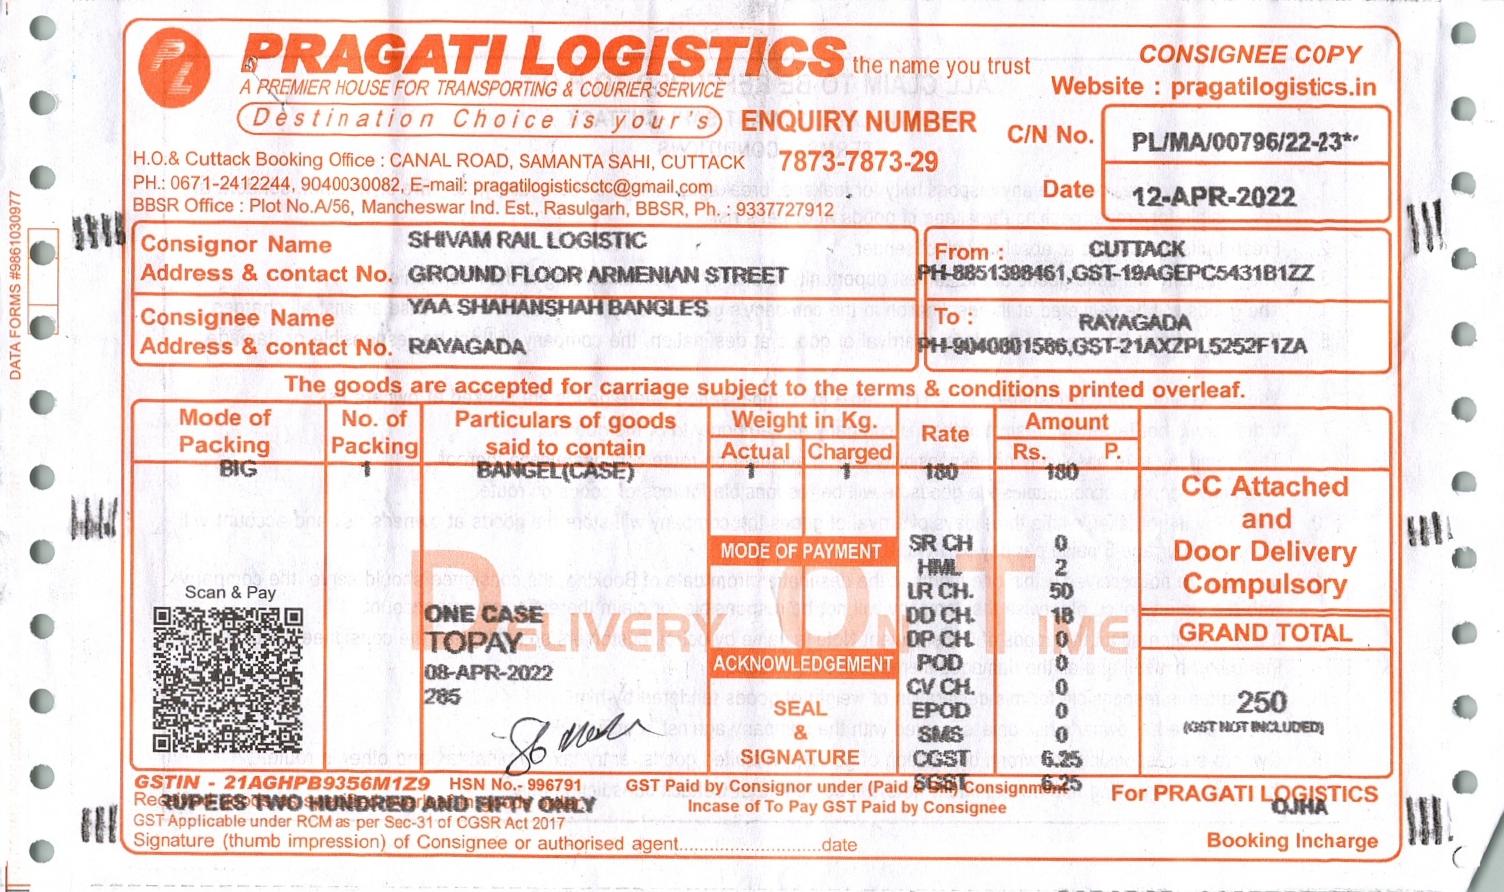 PL
PRAGATI LOGISTICS the name you trust
A PREMIER HOUSE FOR TRANSPORTING & COURIER SERVICE
Destination Choice is your's
ENQUIRY NUMBER
7873-7873-29
CONSIGNEE COPY
Website : pragatilogistics.in
C/N No. PL/MA/00796/22-23**
Date 12-APR-2022
H.O.& Cuttack Booking Office : CANAL ROAD, SAMANTA SAHI, CUTTACK
PH.: 0671-2412244, 9040030082, E-mail: pragatilogisticsctc@gmail.com
BBSR Office : Plot No.A/56, Mancheswar Ind. Est., Rasulgarh, BBSR, Ph. : 9337727912
DATA FORMS #9861030977
Consignor Name SHIVAM RAIL LOGISTIC
Address & contact No. GROUND FLOOR ARMENIAN STREET
From : CUTTACK
PH-8851398461,GST-19AGEPC5431B1ZZ
Consignee Name YAA SHAHANSHAH BANGLES
Address & contact No. RAYAGADA
To : RAYAGADA
PH-9040801586,GST-21AXZPL5252F1ZA
The goods are accepted for carriage subject to the terms & conditions printed overleaf.
Mode of Packing No. of Packing Particulars of goods said to contain Weight in Kg. Actual Charged Rate Amount Rs. P.
BIG 1 BANGEL(CASE) 1 1 180 180
CC Attached
and
Door Delivery
Compulsory
MODE OF PAYMENT
SR CH 0
HML 2
LR CH. 50
DD CH. 18
DP CH. 0
POD 0
CV CH. 0
EPOD 0
SMS 0
CGST 6.25
SGST 6.25
DELIVERY ON TIME
Scan & Pay
ONE CASE
TOPAY
08-APR-2022
285
ACKNOWLEDGEMENT
SEAL
&
SIGNATURE
GRAND TOTAL
250
(GST NOT INCLUDED)
GSTIN - 21AGHPB9356M1Z9 HSN No.- 996791 GST Paid by Consignor unit on (Paid & Bill) Consignment
Incase of To Pay GST Paid by Consignee
RUPEES TWO HUNDRED AND FIFTY ONLY
GST Applicable under RCM as per Sec-31 of CGSR Act 2017
Signature (thumb impression) of Consignee or authorised agent..............................date
For PRAGATI LOGISTICS
OJHA
Booking Incharge